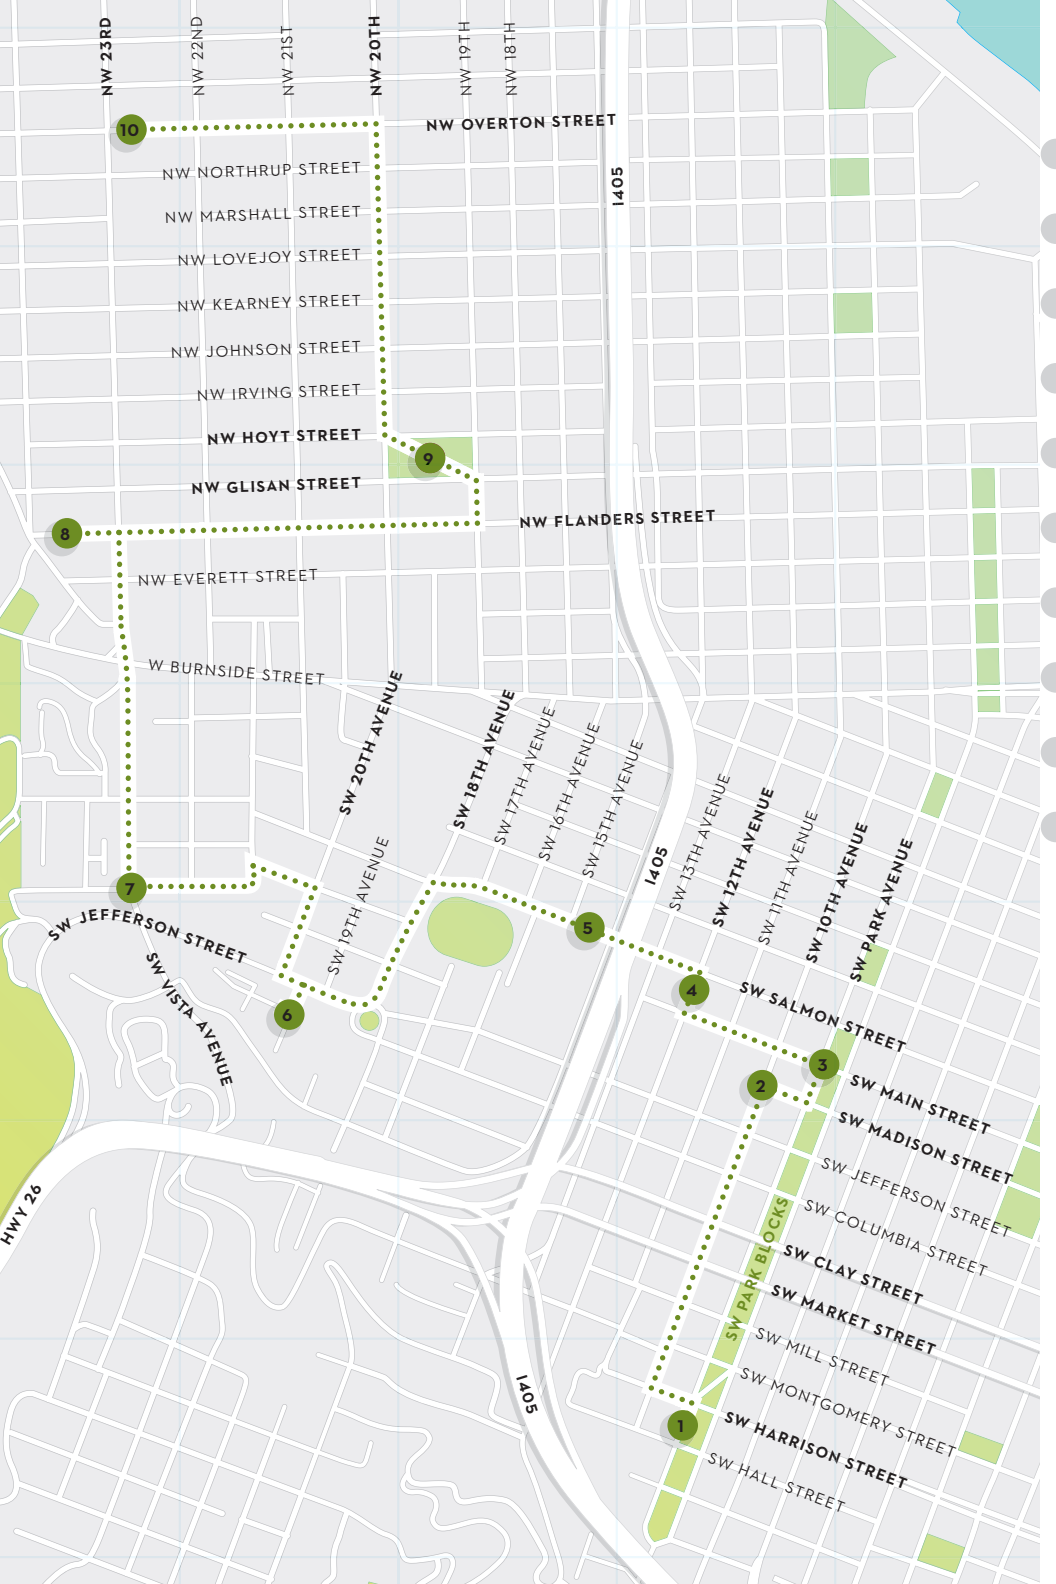 NW 23RD
NW 22ND
NW 21ST
NW 20TH
NW 19TH
NW 18TH
10
NW OVERTON STREET
NW NORTHRUP STREET
I405
NW MARSHALL STREET
NW LOVEJOY STREET
NW KEARNEY STREET
NW JOHNSON STREET
NW IRVING STREET
NW HOYT STREET
9
NW GLISAN STREET
8
NW FLANDERS STREET
NW EVERETT STREET
W BURNSIDE STREET
SW 20TH AVENUE
SW 18TH AVENUE
SW 17TH AVENUE
SW 16TH AVENUE
SW 15TH AVENUE
I405
SW 13TH AVENUE
SW 12TH AVENUE
SW 11TH AVENUE
SW 10TH AVENUE
SW PARK AVENUE
7
SW 19TH AVENUE
SW JEFFERSON STREET
5
SW VISTA AVENUE
4
6
SW SALMON STREET
3
2
SW MAIN STREET
SW MADISON STREET
SW JEFFERSON STREET
HWY 26
SW COLUMBIA STREET
SW PARK BLOCKS
SW CLAY STREET
SW MARKET STREET
SW MILL STREET
SW MONTGOMERY STREET
I405
1
SW HARRISON STREET
SW HALL STREET